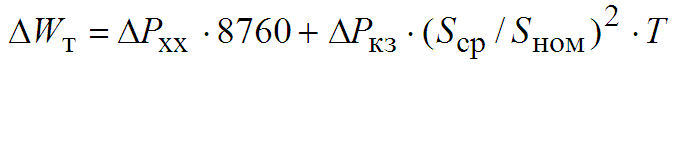 ΔWт = ΔPхх · 8760 + ΔPкз · (Sср / Sном)² · T